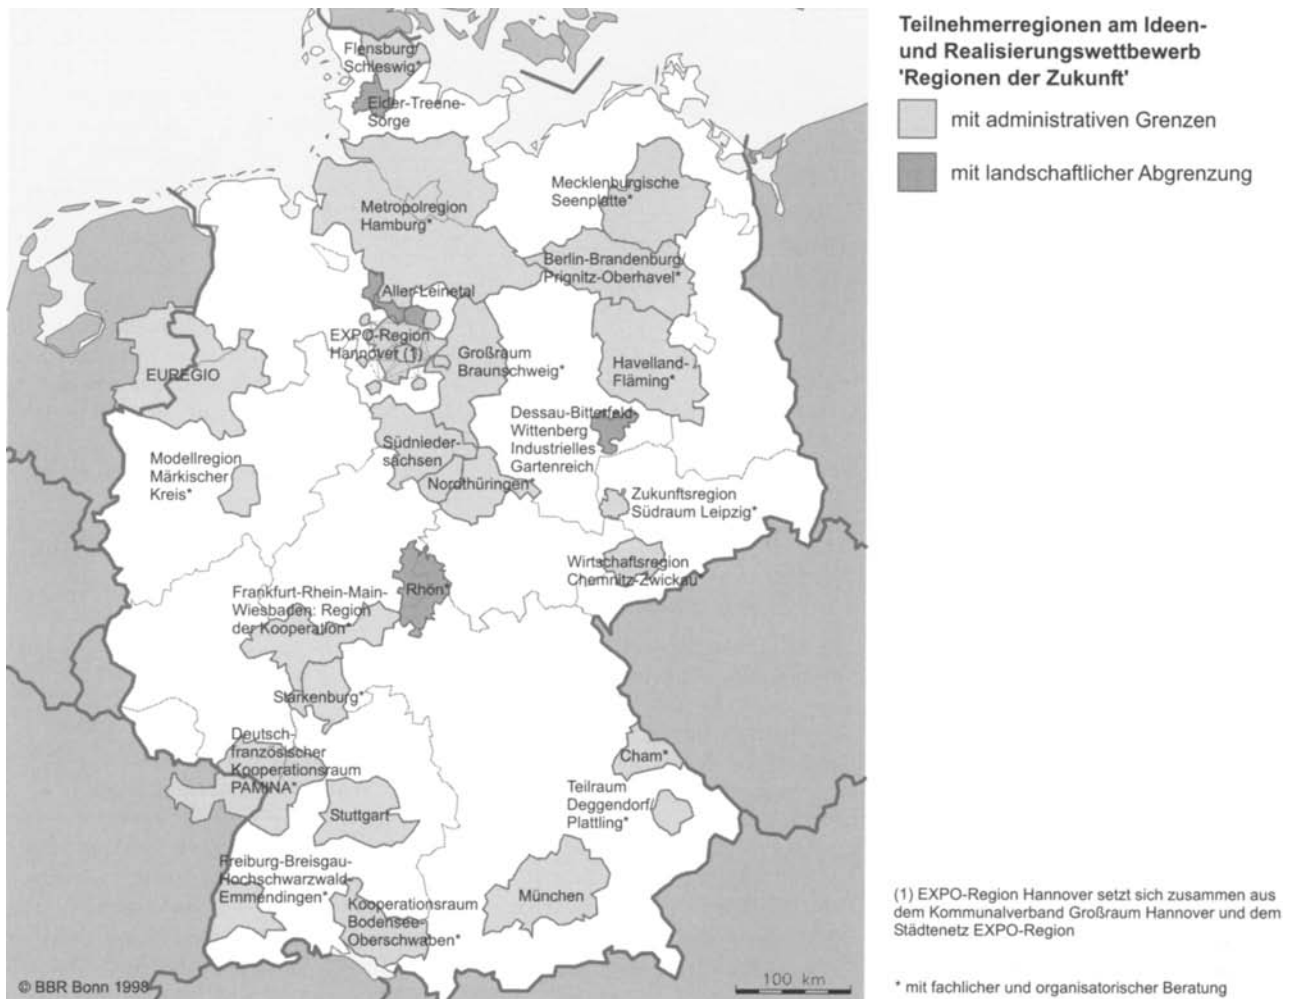 Teilnehmerregionen am Ideen-
und Realisierungswettbewerb
'Regionen der Zukunft'
mit administrativen Grenzen
mit landschaftlicher Abgrenzung
Flensburg/
Schleswig*
Eider-Treene-
Sorge
Mecklenburgische
Seenplatte*
Metropolregion
Hamburg*
Berlin-Brandenburg/
Prignitz-Oberhavel*
Aller-Leinetal
EXPO-Region
Hannover (1)
Großraum
Braunschweig*
Havelland-
Fläming*
EUREGIO
Dessau-Bitterfeld-
Wittenberg
Industrielles
Gartenreich
Südnieder-
sachsen
Modellregion
Märkischer
Kreis*
Nordthüringen*
Zukunftsregion
Südraum Leipzig*
Wirtschaftsregion
Chemnitz-Zwickau*
Rhön*
Frankfurt-Rhein-Main-
Wiesbaden: Region
der Kooperation*
Starkenburg*
Deutsch-
französischer
Kooperationsraum
PAMINA*
Cham*
Teilraum
Deggendorf/
Plattling*
Stuttgart
Freiburg-Breisgau-
Hochschwarzwald-
Emmendingen*
Kooperationsraum
Bodensee-
Oberschwaben*
München
(1) EXPO-Region Hannover setzt sich zusammen aus
dem Kommunalverband Großraum Hannover und dem
Städtenetz EXPO-Region
* mit fachlicher und organisatorischer Beratung
© BBR Bonn 1998
100 km